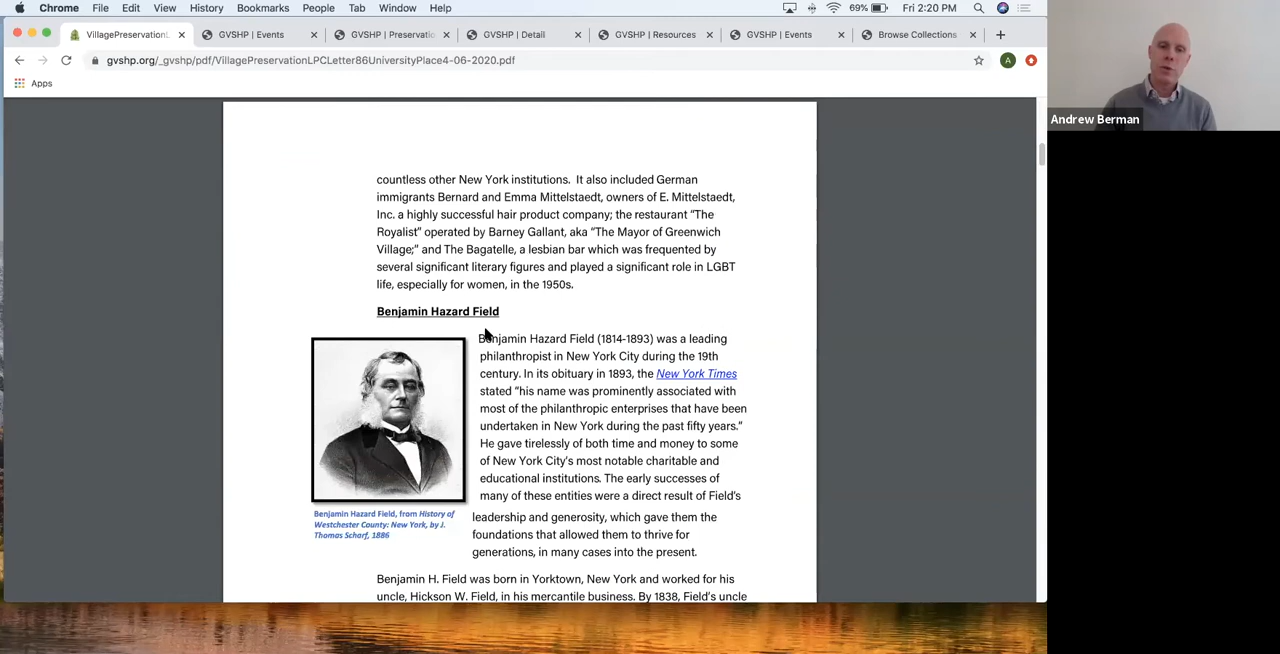 Chrome File Edit View History Bookmarks People Tab Window Help 69% Fri 2:20 PM
VillagePreservationL GVSHP | Events GVSHP | Preservatio GVSHP | Detail GVSHP | Resources GVSHP | Events Browse Collections
gvshp.org/_gvshp/pdf/VillagePreservationLPCLetter86UniversityPlace4-06-2020.pdf A
Apps
Andrew Berman
countless other New York institutions. It also included German
immigrants Bernard and Emma Mittelstaedt, owners of E. Mittelstaedt,
Inc. a highly successful hair product company; the restaurant “The
Royalist” operated by Barney Gallant, aka “The Mayor of Greenwich
Village;” and The Bagatelle, a lesbian bar which was frequented by
several significant literary figures and played a significant role in LGBT
life, especially for women, in the 1950s.
Benjamin Hazard Field
Benjamin Hazard Field (1814-1893) was a leading
philanthropist in New York City during the 19th
century. In its obituary in 1893, the New York Times
stated “his name was prominently associated with
most of the philanthropic enterprises that have been
undertaken in New York during the past fifty years.”
He gave tirelessly of both time and money to some
of New York City’s most notable charitable and
educational institutions. The early successes of
many of these entities were a direct result of Field’s
leadership and generosity, which gave them the
foundations that allowed them to thrive for
generations, in many cases into the present.
Benjamin Hazard Field, from History of
Westchester County: New York, by J.
Thomas Scharf, 1886
Benjamin H. Field was born in Yorktown, New York and worked for his
uncle, Hickson W. Field, in his mercantile business. By 1838, Field’s uncle